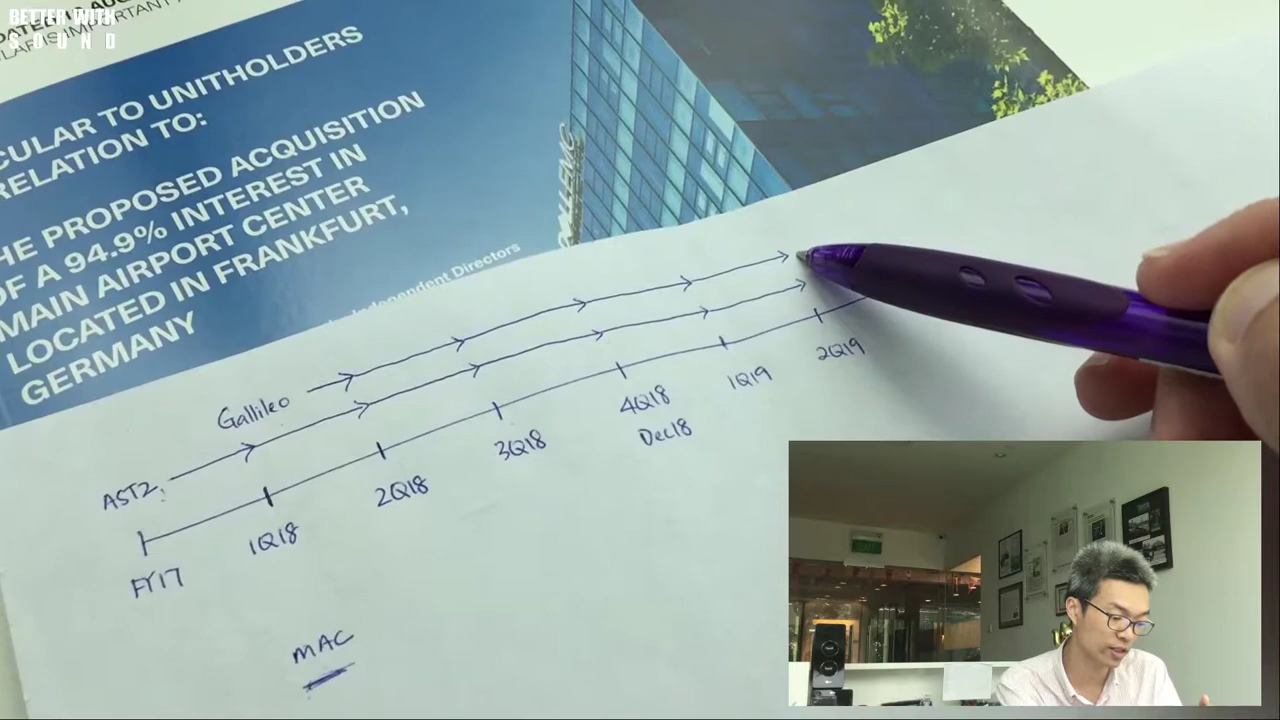 BETTER WITH
SOUND
CULAR TO UNITHOLDERS
RELATION TO:
HE PROPOSED ACQUISITION
OF A 94.9% INTEREST IN
MAIN AIRPORT CENTER
LOCATED IN FRANKFURT,
GERMANY
Independent Directors
Gallileo
AST2
FY17
1Q18
2Q18
3Q18
4Q18
Dec18
1Q19
2Q19
MAC